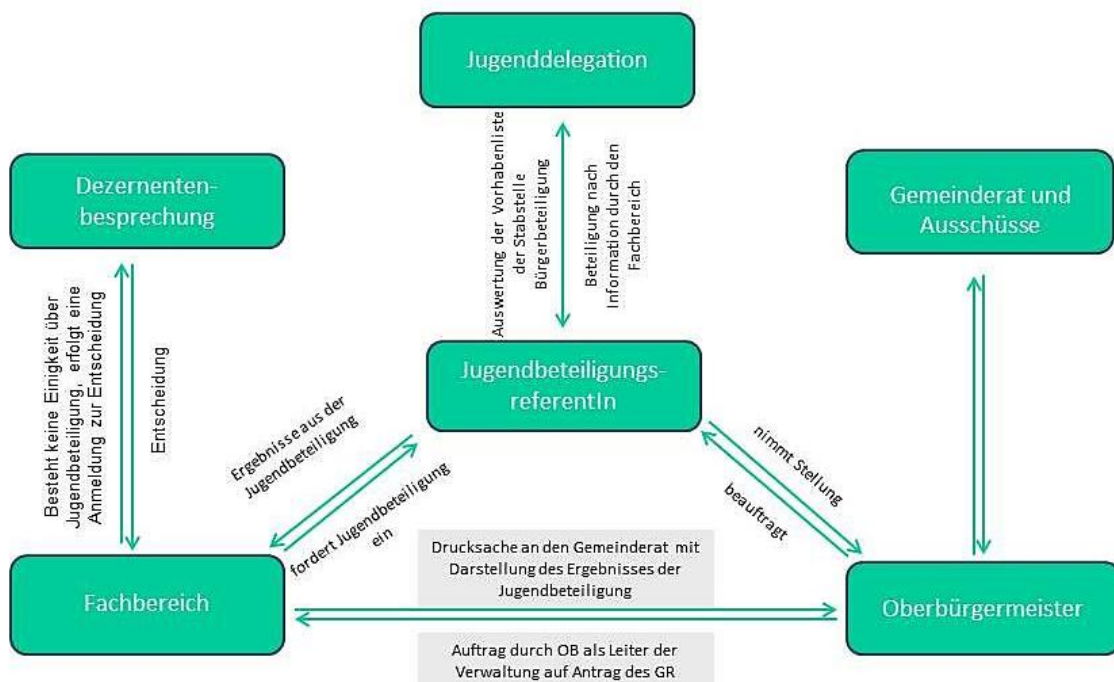 Jugenddelegation
Auswertung der Vorhabenliste
der Stabstelle
Bürgerbeteiligung
Beteiligung nach
Information durch den
Fachbereich
Dezernenten-
besprechung
Gemeinderat und
Ausschüsse
Besteht keine Einigkeit über
Jugendbeteiligung, erfolgt eine
Anmeldung zur Entscheidung
Entscheidung
Jugendbeteiligungs-
referentIn
Ergebnisse aus der
Jugendbeteiligung
fordert Jugendbeteiligung
ein
nimmt Stellung
beauftragt
Drucksache an den Gemeinderat mit
Darstellung des Ergebnisses der
Jugendbeteiligung
Fachbereich
Oberbürgermeister
Auftrag durch OB als Leiter der
Verwaltung auf Antrag des GR